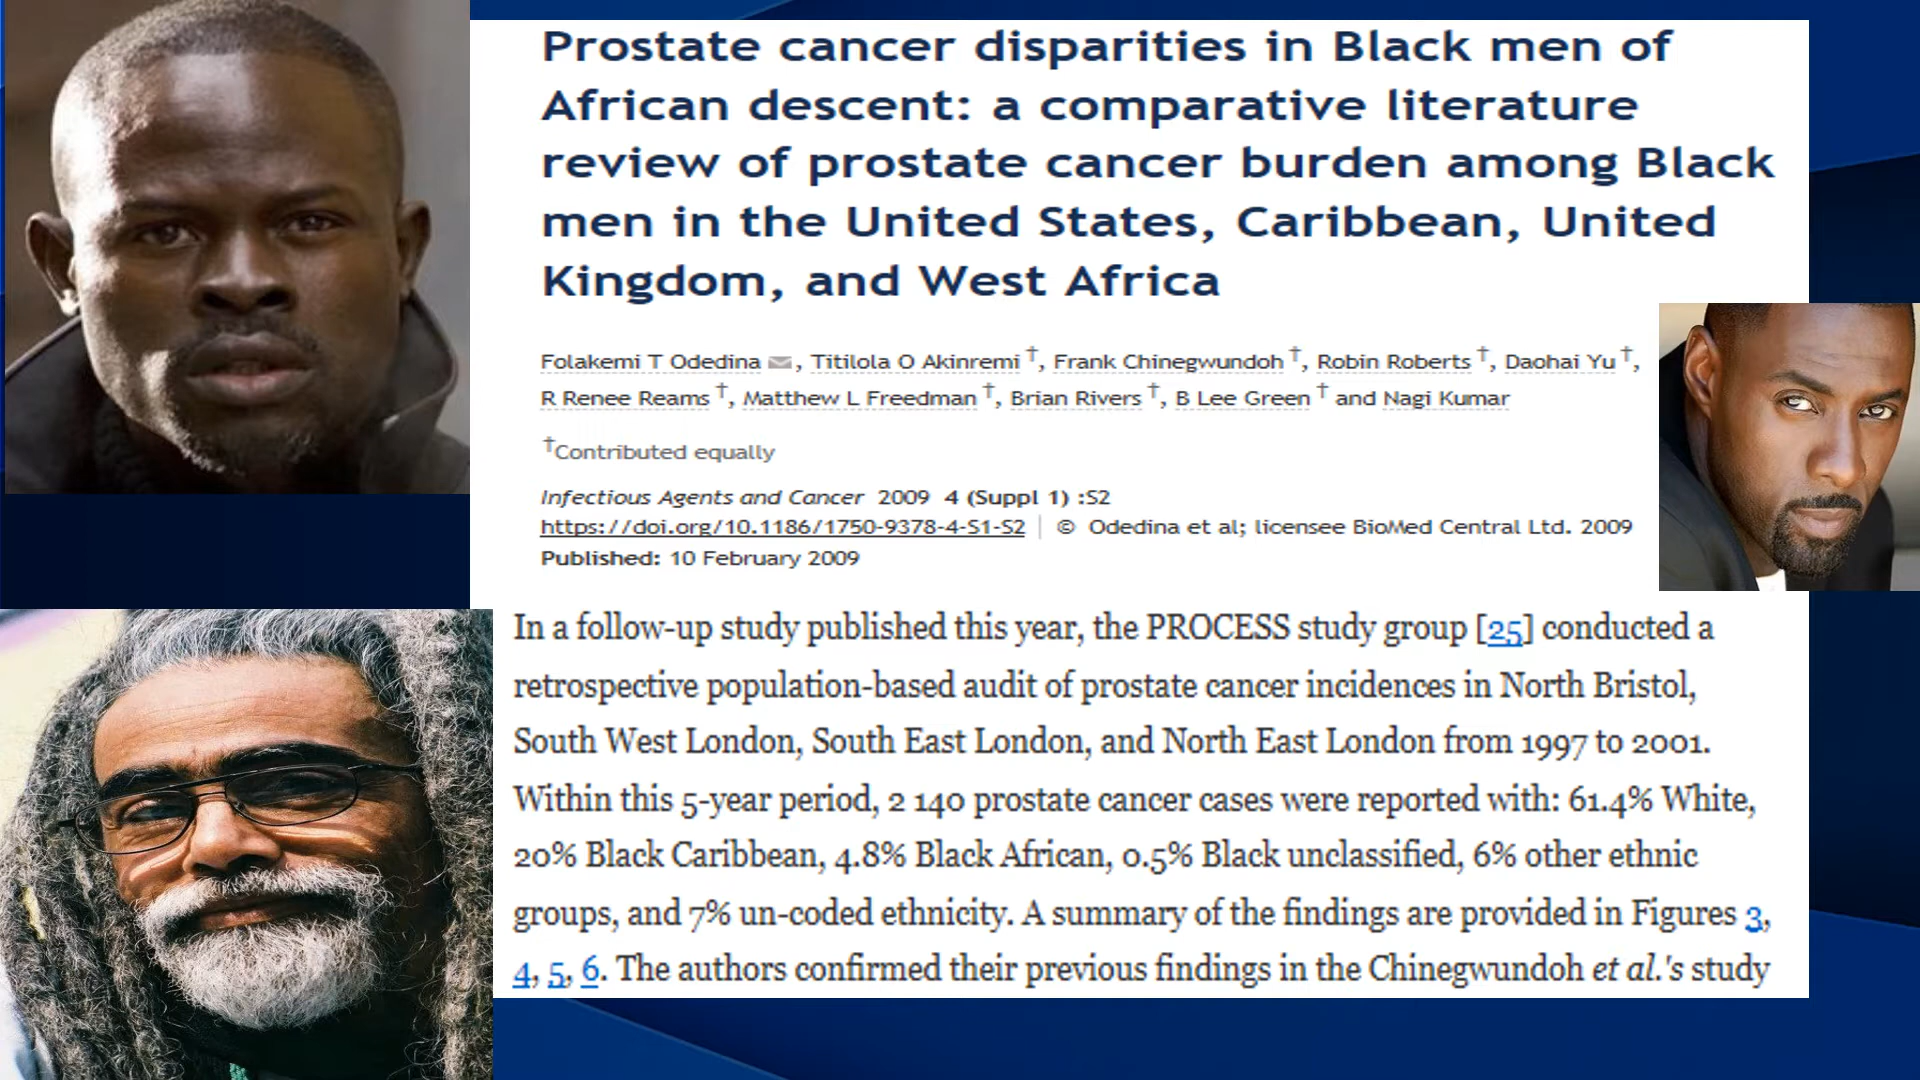 Prostate cancer disparities in Black men of
African descent: a comparative literature
review of prostate cancer burden among Black
men in the United States, Caribbean, United
Kingdom, and West Africa
Folakemi T Odedina, Titilola O Akinremi†, Frank Chinegwundoh†, Robin Roberts†, Daohai Yu†,
R Renee Reams†, Matthew L Freedman†, Brian Rivers†, B Lee Green† and Nagi Kumar
†Contributed equally
Infectious Agents and Cancer 2009 4 (Suppl 1) :S2
https://doi.org/10.1186/1750-9378-4-S1-S2 | © Odedina et al; licensee BioMed Central Ltd. 2009
Published: 10 February 2009
In a follow-up study published this year, the PROCESS study group [25] conducted a
retrospective population-based audit of prostate cancer incidences in North Bristol,
South West London, South East London, and North East London from 1997 to 2001.
Within this 5-year period, 2 140 prostate cancer cases were reported with: 61.4% White,
20% Black Caribbean, 4.8% Black African, 0.5% Black unclassified, 6% other ethnic
groups, and 7% un-coded ethnicity. A summary of the findings are provided in Figures 3,
4, 5, 6. The authors confirmed their previous findings in the Chinegwundoh et al.'s study